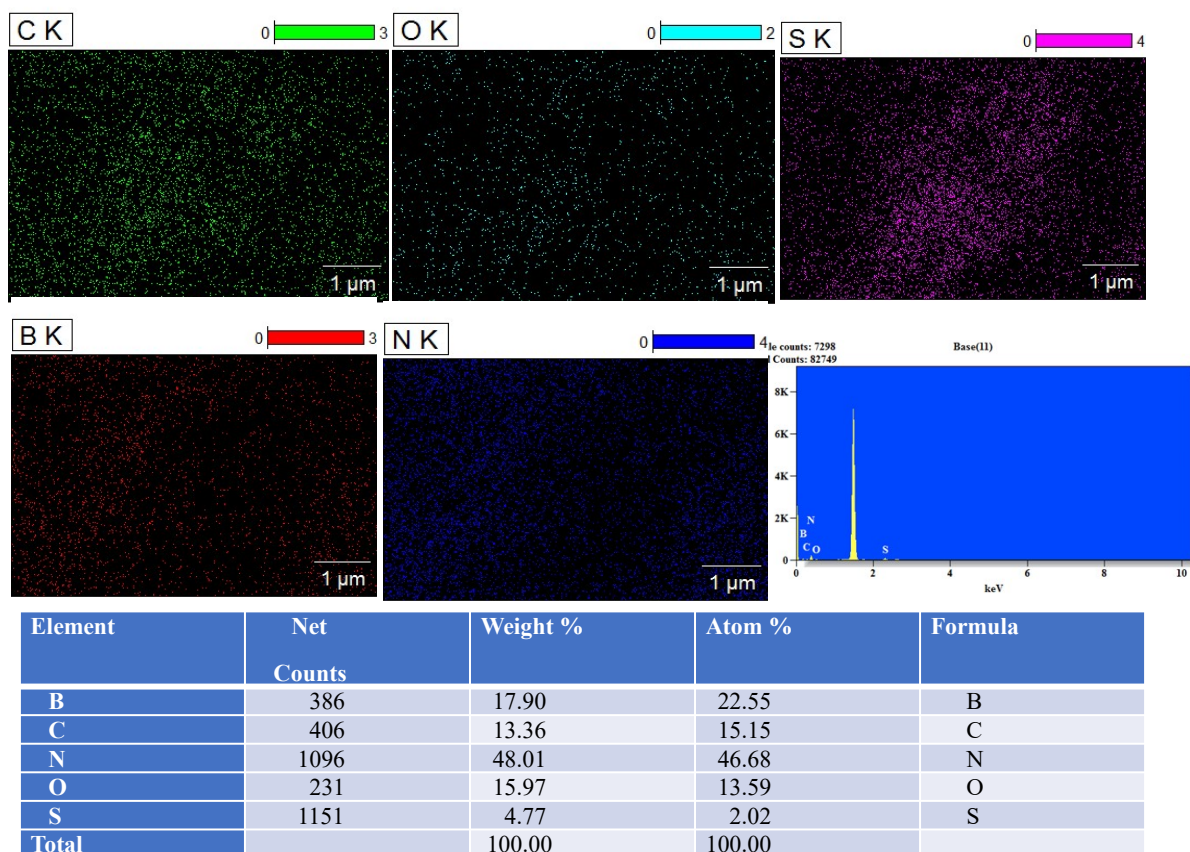 C K 0 3
O K 0 2
S K 0 4
1 µm
1 µm
1 µm
B K 0 3
N K 0 4
1 µm
1 µm
le counts: 7298 Base(11)
Counts: 82749
8K
6K
4K
2K
0
N
B
C O S
0 2 4 6 8 10
keV
Element Net Counts Weight % Atom % Formula
B 386 17.90 22.55 B
C 406 13.36 15.15 C
N 1096 48.01 46.68 N
O 231 15.97 13.59 O
S 1151 4.77 2.02 S
Total 100.00 100.00